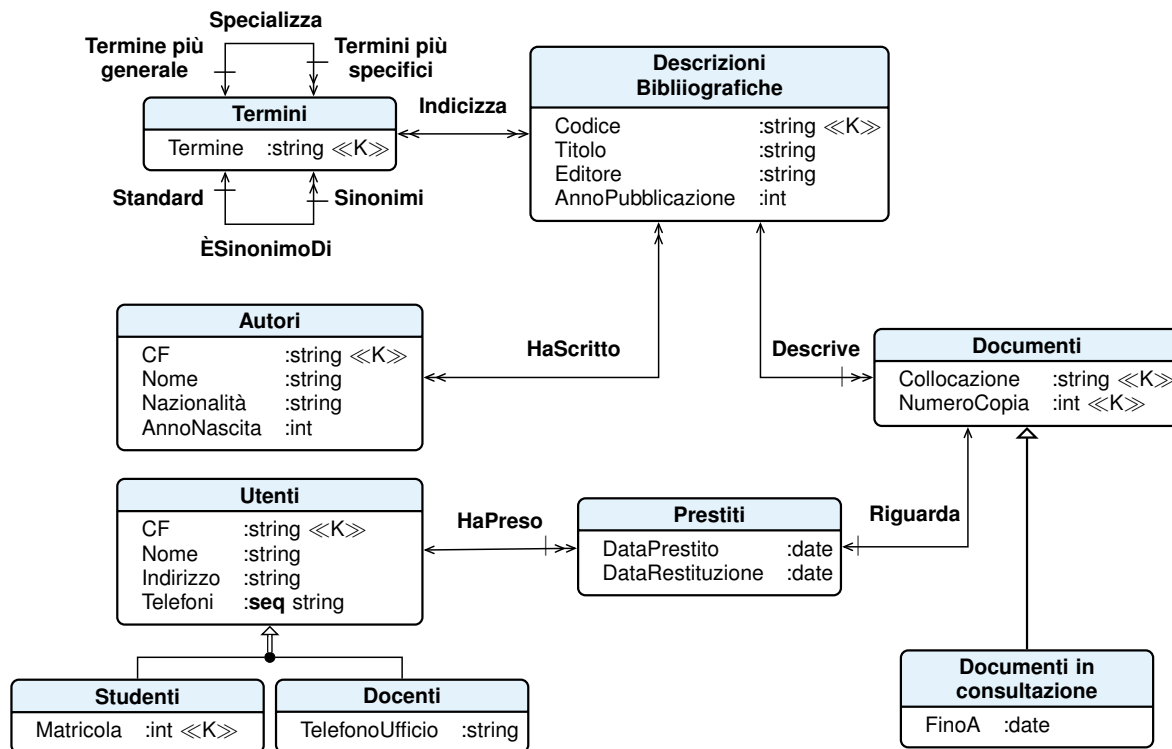 Specializza
Termine più
generale
Termini più
specifici
Termini
Termine :string ≪K≫
Standard
Sinonimi
ÈSinonimoDi
Indicizza
Descrizioni
Bibliiografiche
Codice :string ≪K≫
Titolo :string
Editore :string
AnnoPubblicazione :int
Autori
CF :string ≪K≫
Nome :string
Nazionalità :string
AnnoNascita :int
HaScritto
Descrive
Documenti
Collocazione :string ≪K≫
NumeroCopia :int ≪K≫
Utenti
CF :string ≪K≫
Nome :string
Indirizzo :string
Telefoni :seq string
HaPreso
Prestiti
DataPrestito :date
DataRestituzione :date
Riguarda
Studenti
Matricola :int ≪K≫
Docenti
TelefonoUfficio :string
Documenti in
consultazione
FinoA :date